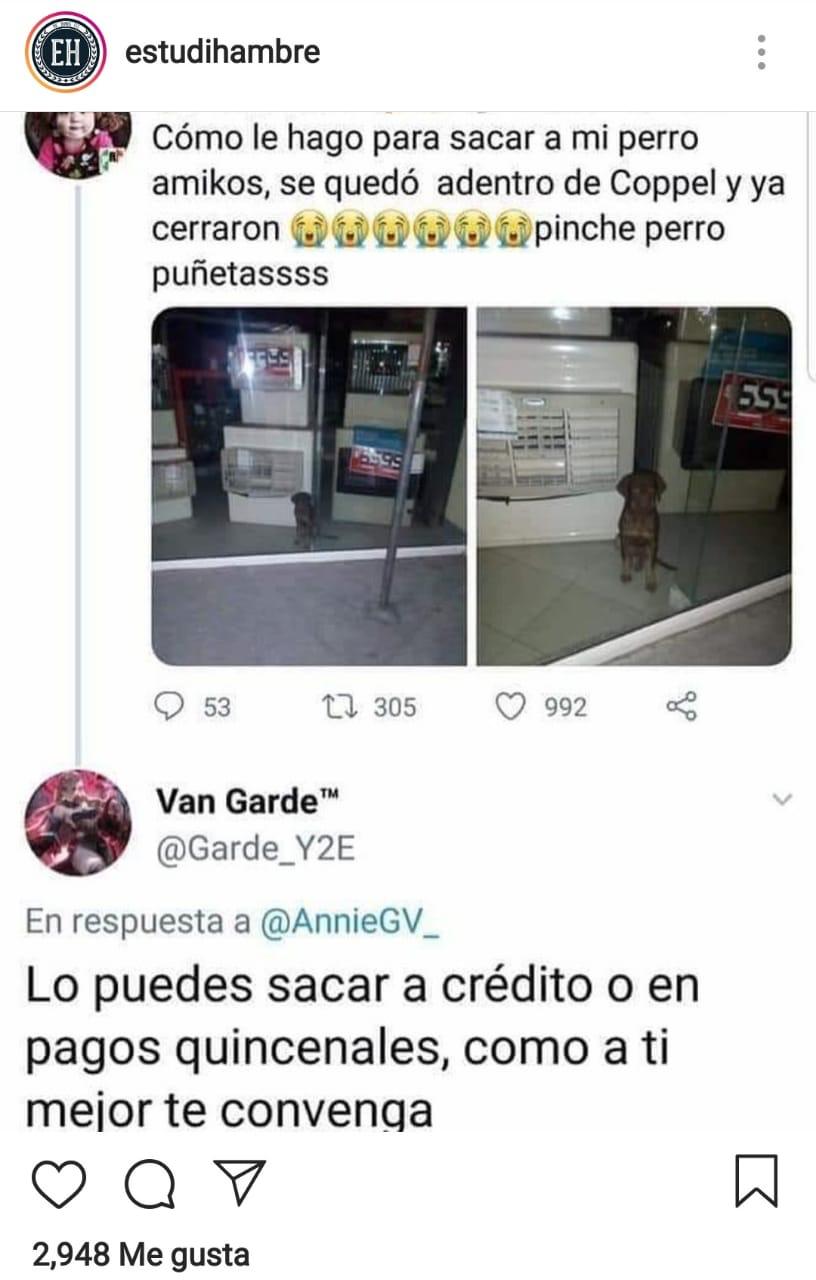 EH
estudihambre
Cómo le hago para sacar a mi perro
amikos, se quedó adentro de Coppel y ya
cerraron 😭😭😭😭😭😭pinche perro
puñetassss
53
305
992
Van Garde™
@Garde_Y2E
En respuesta a @AnnieGV_
Lo puedes sacar a crédito o en
pagos quincenales, como a ti
mejor te convenga
2,948 Me gusta